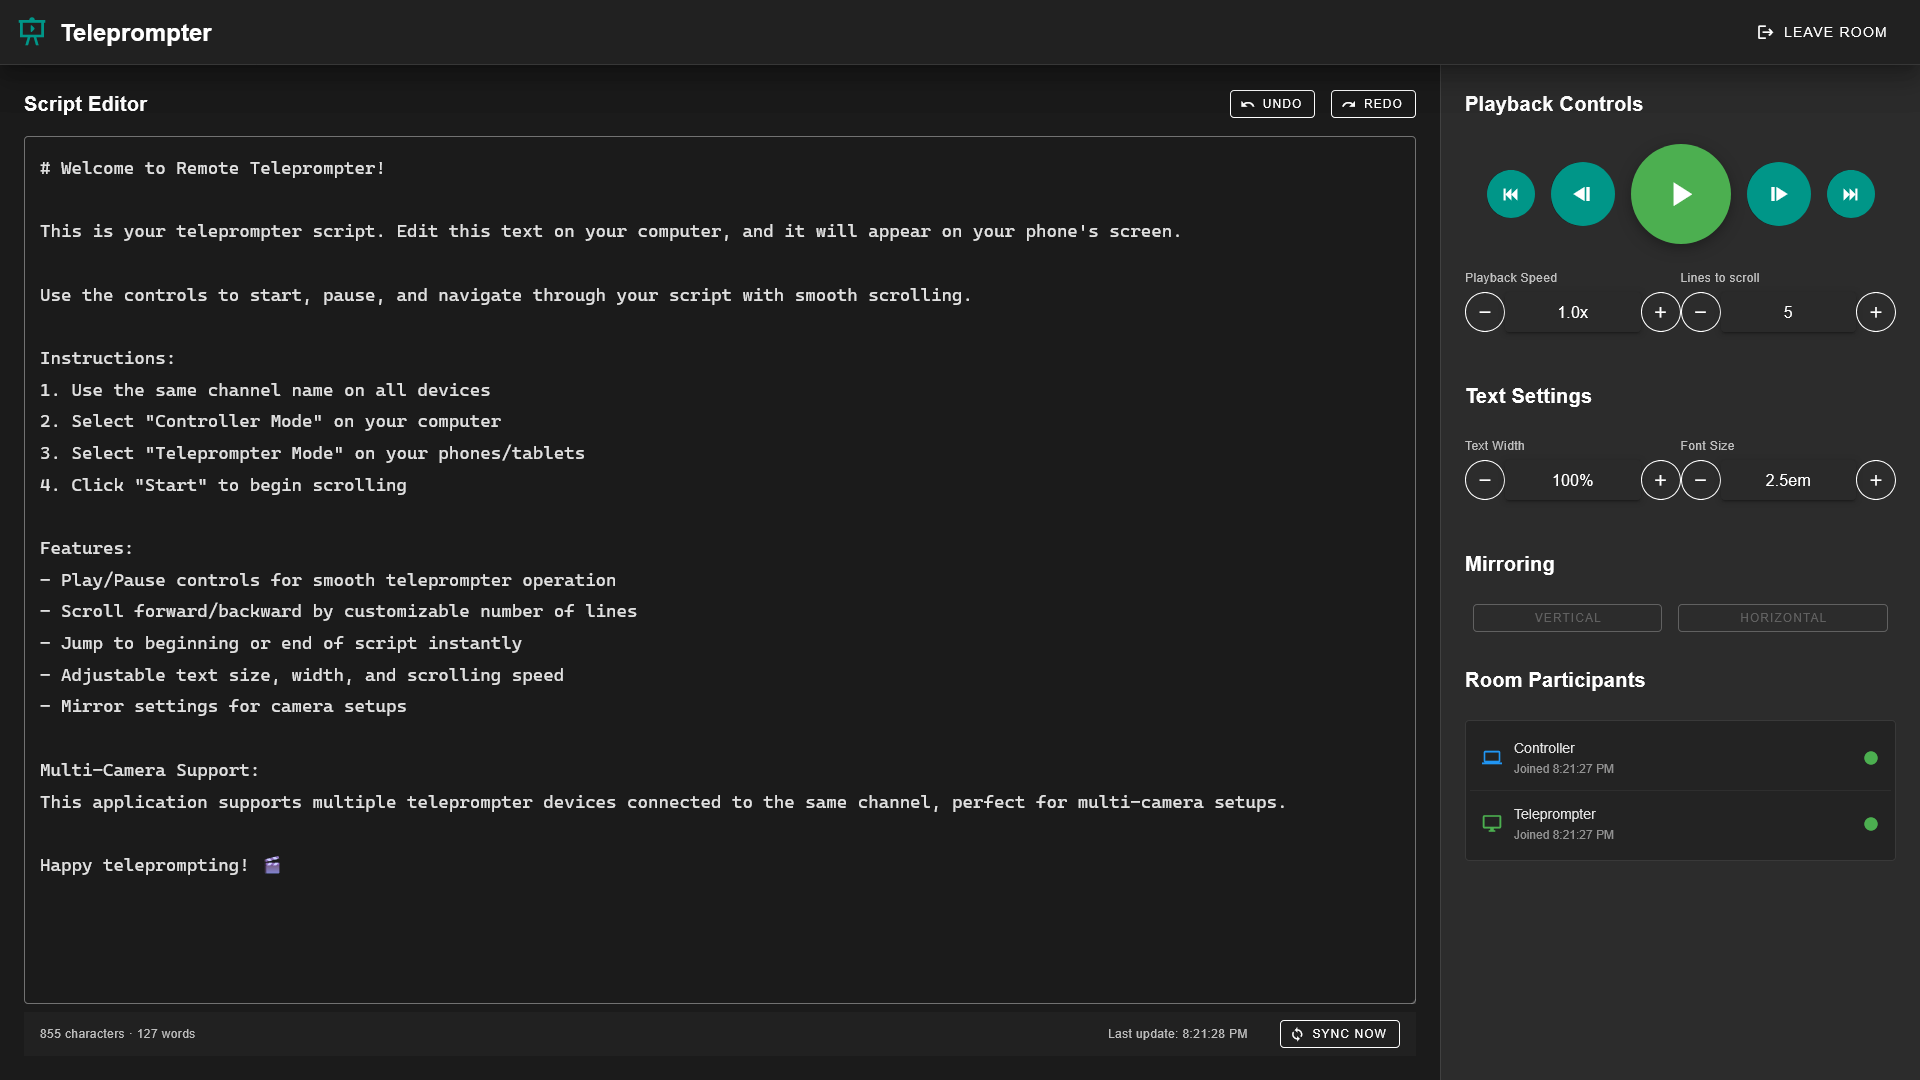 Teleprompter
LEAVE ROOM
Script Editor
UNDO
REDO
# Welcome to Remote Teleprompter!
This is your teleprompter script. Edit this text on your computer, and it will appear on your phone's screen.
Use the controls to start, pause, and navigate through your script with smooth scrolling.
Instructions:
1. Use the same channel name on all devices
2. Select "Controller Mode" on your computer
3. Select "Teleprompter Mode" on your phones/tablets
4. Click "Start" to begin scrolling
Features:
- Play/Pause controls for smooth teleprompter operation
- Scroll forward/backward by customizable number of lines
- Jump to beginning or end of script instantly
- Adjustable text size, width, and scrolling speed
- Mirror settings for camera setups
Multi-Camera Support:
This application supports multiple teleprompter devices connected to the same channel, perfect for multi-camera setups.
Happy teleprompting! 🎬
855 characters · 127 words
Last update: 8:21:28 PM
SYNC NOW
Playback Controls
Playback Speed
Lines to scroll
1.0x
5
Text Settings
Text Width
Font Size
100%
2.5em
Mirroring
VERTICAL
HORIZONTAL
Room Participants
Controller
Joined 8:21:27 PM
Teleprompter
Joined 8:21:27 PM